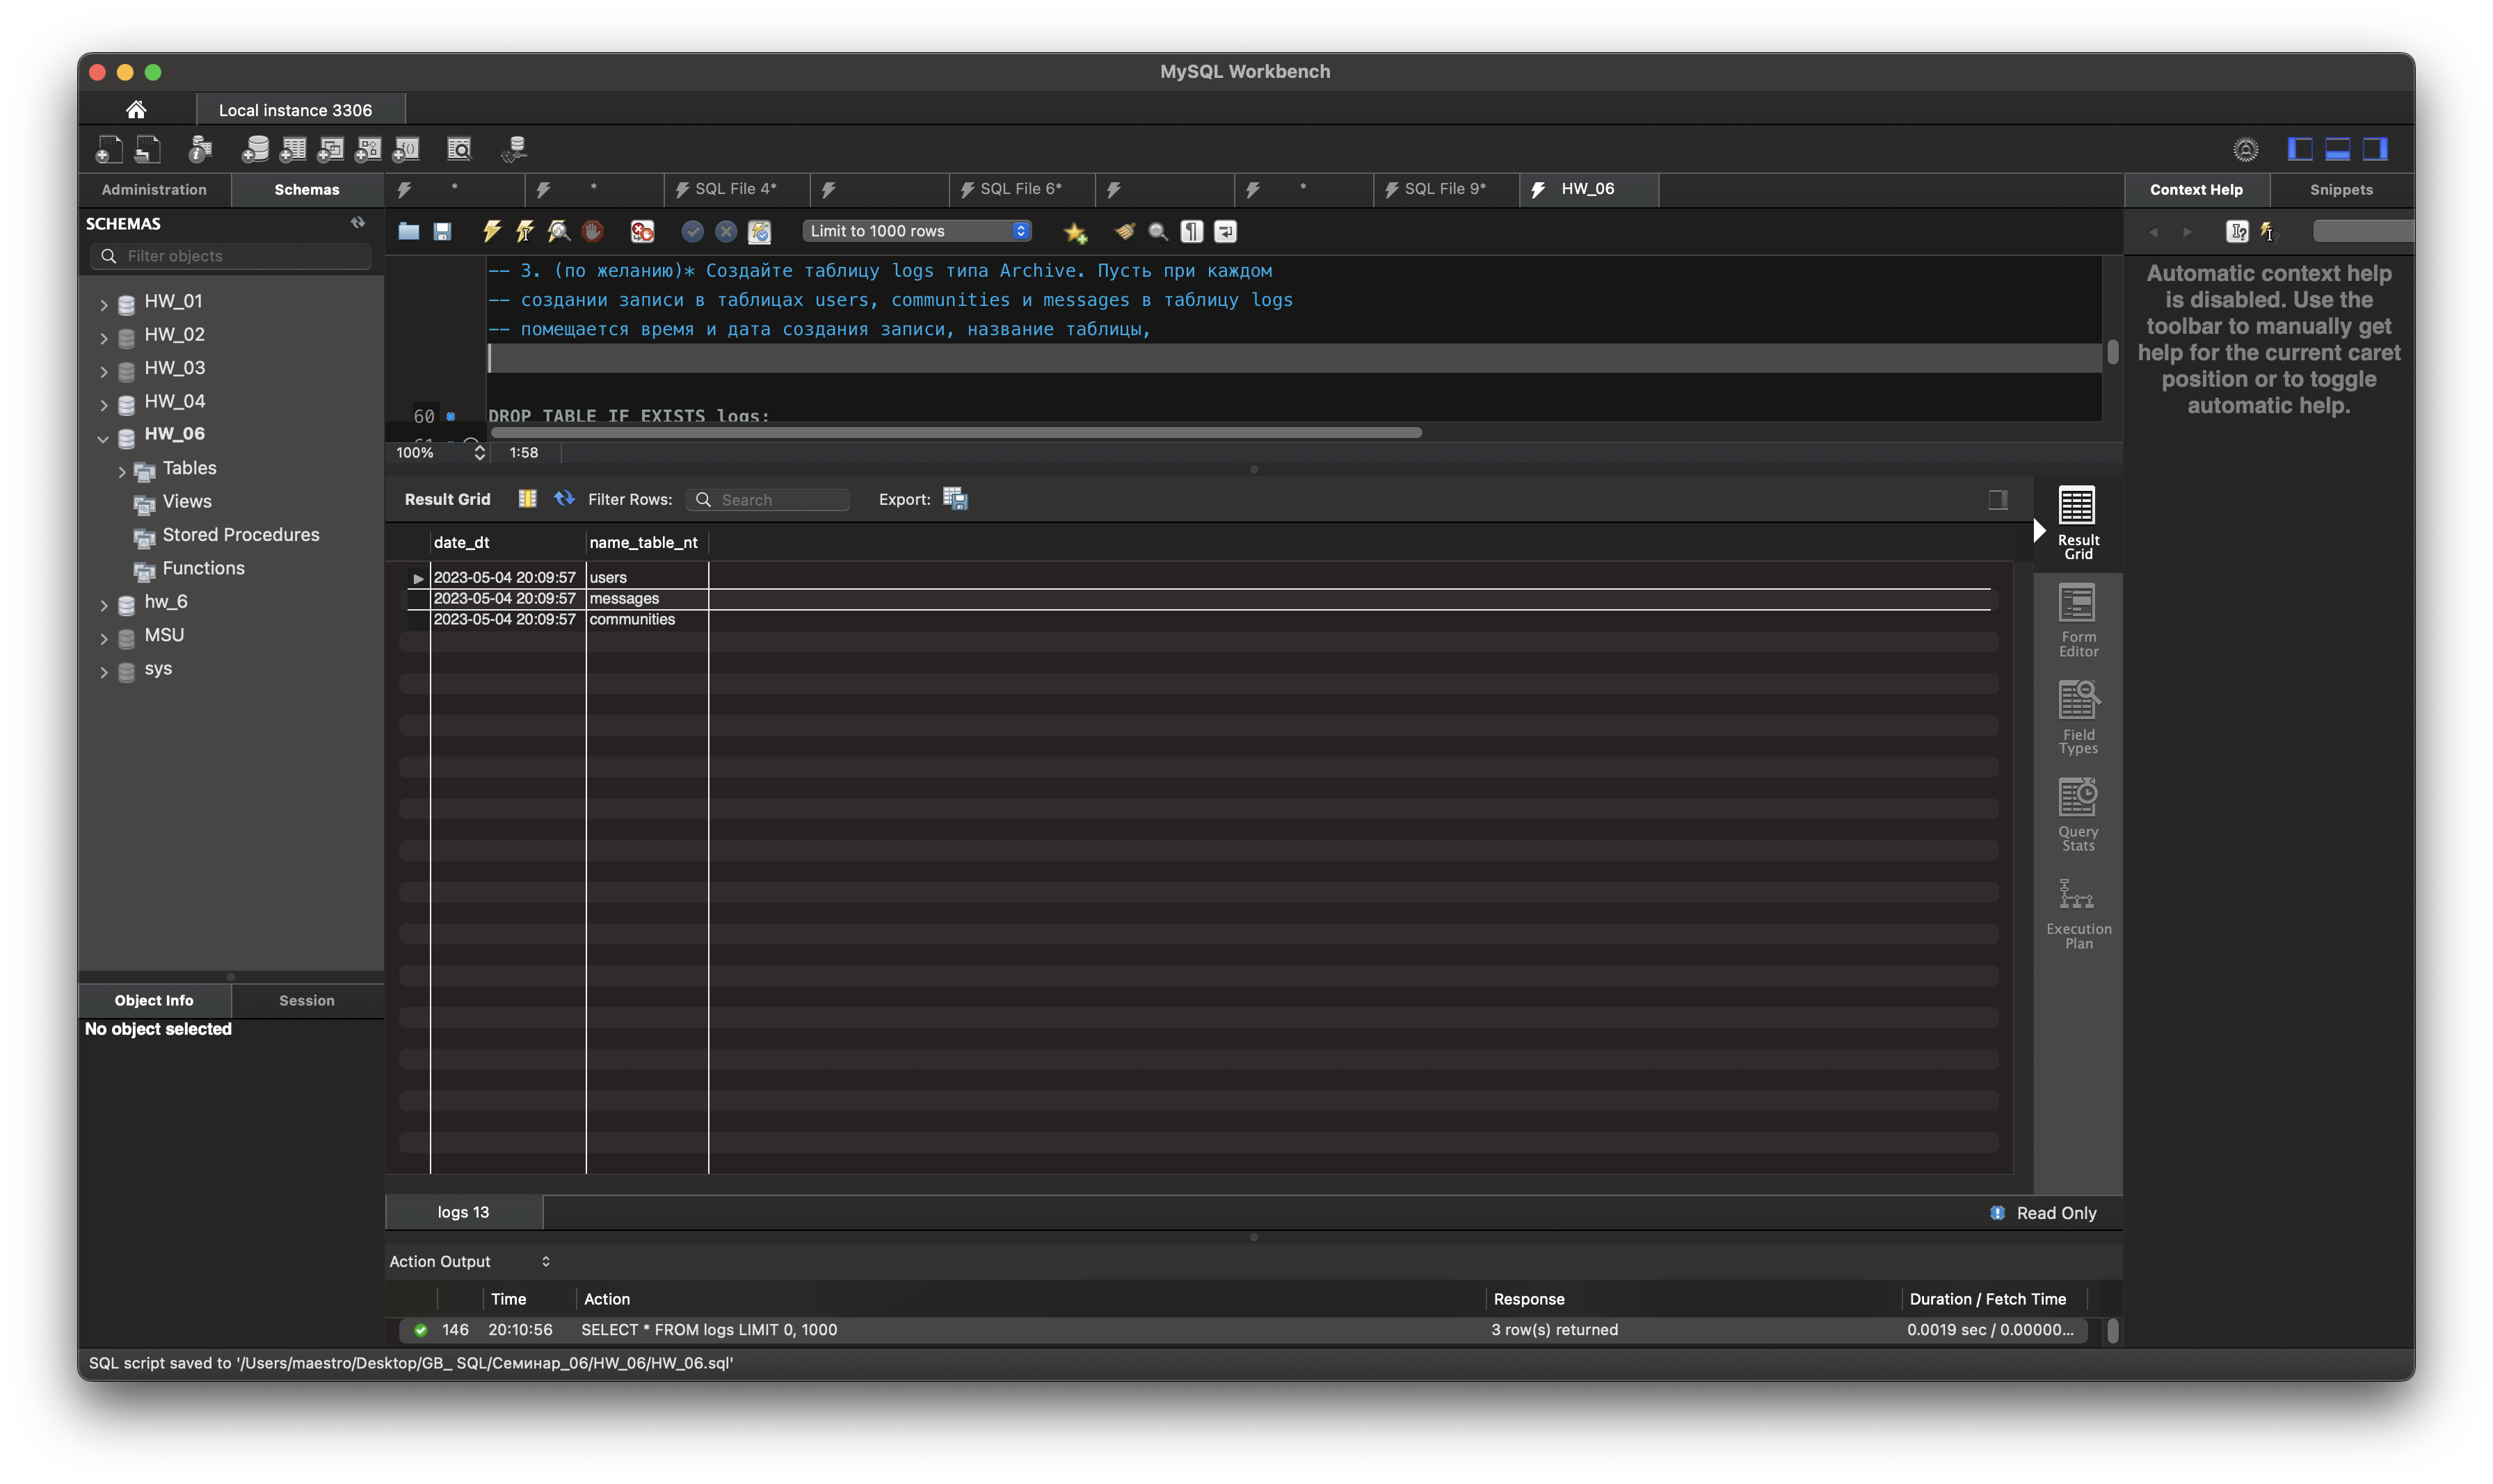 MySQL Workbench
Local instance 3306
Administration
Schemas
*
*
SQL File 4*
SQL File 6*
*
SQL File 9*
HW_06
Context Help
Snippets
SCHEMAS
Filter objects
HW_01
HW_02
HW_03
HW_04
HW_06
Tables
Views
Stored Procedures
Functions
hw_6
MSU
sys
Object Info
Session
No object selected
Limit to 1000 rows
-- 3. (по желанию)* Создайте таблицу logs типа Archive. Пусть при каждом
-- создании записи в таблицах users, communities и messages в таблицу logs
-- помещается время и дата создания записи, название таблицы,
60 DROP TABLE IF EXISTS logs;
61
100%
1:58
Automatic context help
is disabled. Use the
toolbar to manually get
help for the current caret
position or to toggle
automatic help.
Result Grid
Filter Rows:
Search
Export:
date_dt name_table_nt
2023-05-04 20:09:57 users
2023-05-04 20:09:57 messages
2023-05-04 20:09:57 communities
Result
Grid
Form
Editor
Field
Types
Query
Stats
Execution
Plan
logs 13
Read Only
Action Output
Time Action Response Duration / Fetch Time
146 20:10:56 SELECT * FROM logs LIMIT 0, 1000 3 row(s) returned 0.0019 sec / 0.00000...
SQL script saved to '/Users/maestro/Desktop/GB_ SQL/Семинар_06/HW_06/HW_06.sql'